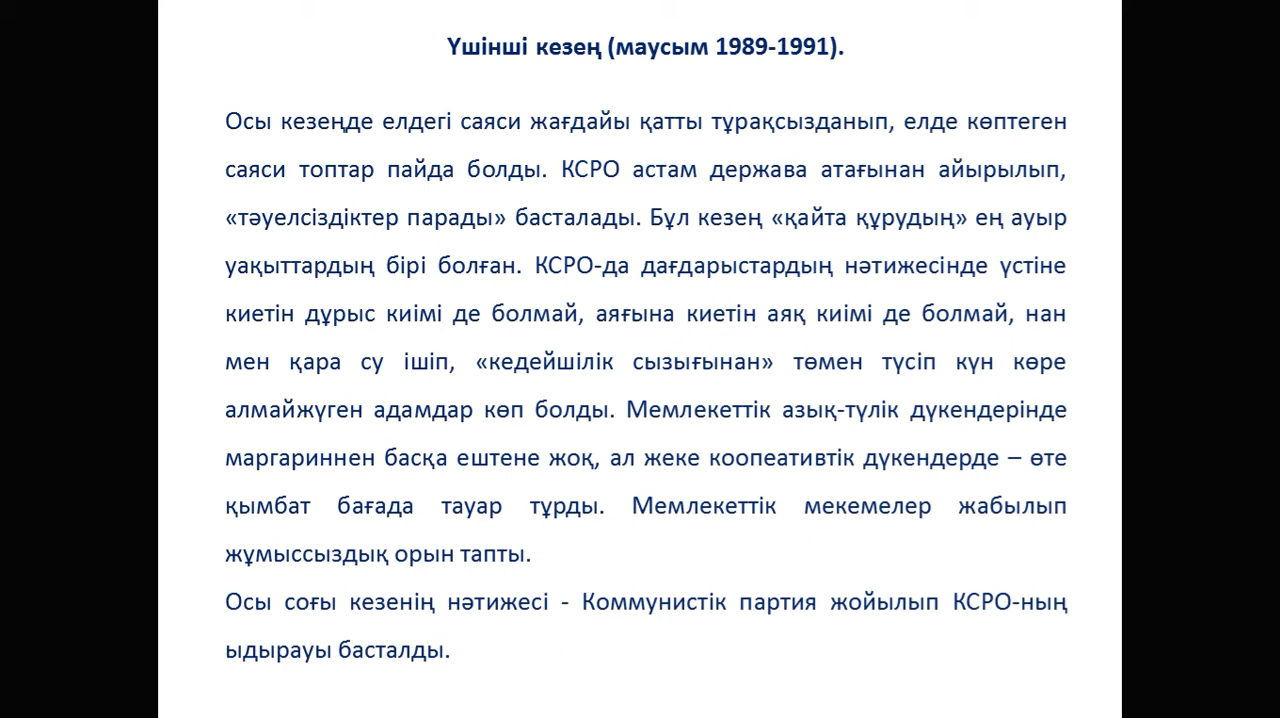 Үшінші кезең (маусым 1989-1991).
Осы кезеңде елдегі саяси жағдайы қатты тұрақсызданып, елде көптеген
саяси топтар пайда болды. КСРО астам держава атағынан айырылып,
«тәуелсіздіктер парады» басталады. Бұл кезең «қайта құрудың» ең ауыр
уақыттардың бірі болған. КСРО-да дағдарыстардың нәтижесінде үстіне
киетін дұрыс киімі де болмай, аяғына киетін аяқ киімі де болмай, нан
мен қара су ішіп, «кедейшілік сызығынан» төмен түсіп күн көре
алмайжүген адамдар көп болды. Мемлекеттік азық-түлік дүкендерінде
маргариннен басқа ештене жоқ, ал жеке коопеативтік дүкендерде – өте
қымбат бағада тауар тұрды. Мемлекеттік мекемелер жабылып
жұмыссыздық орын тапты.
Осы соғы кезенің нәтижесі - Коммунистік партия жойылып КСРО-ның
ыдырауы басталды.